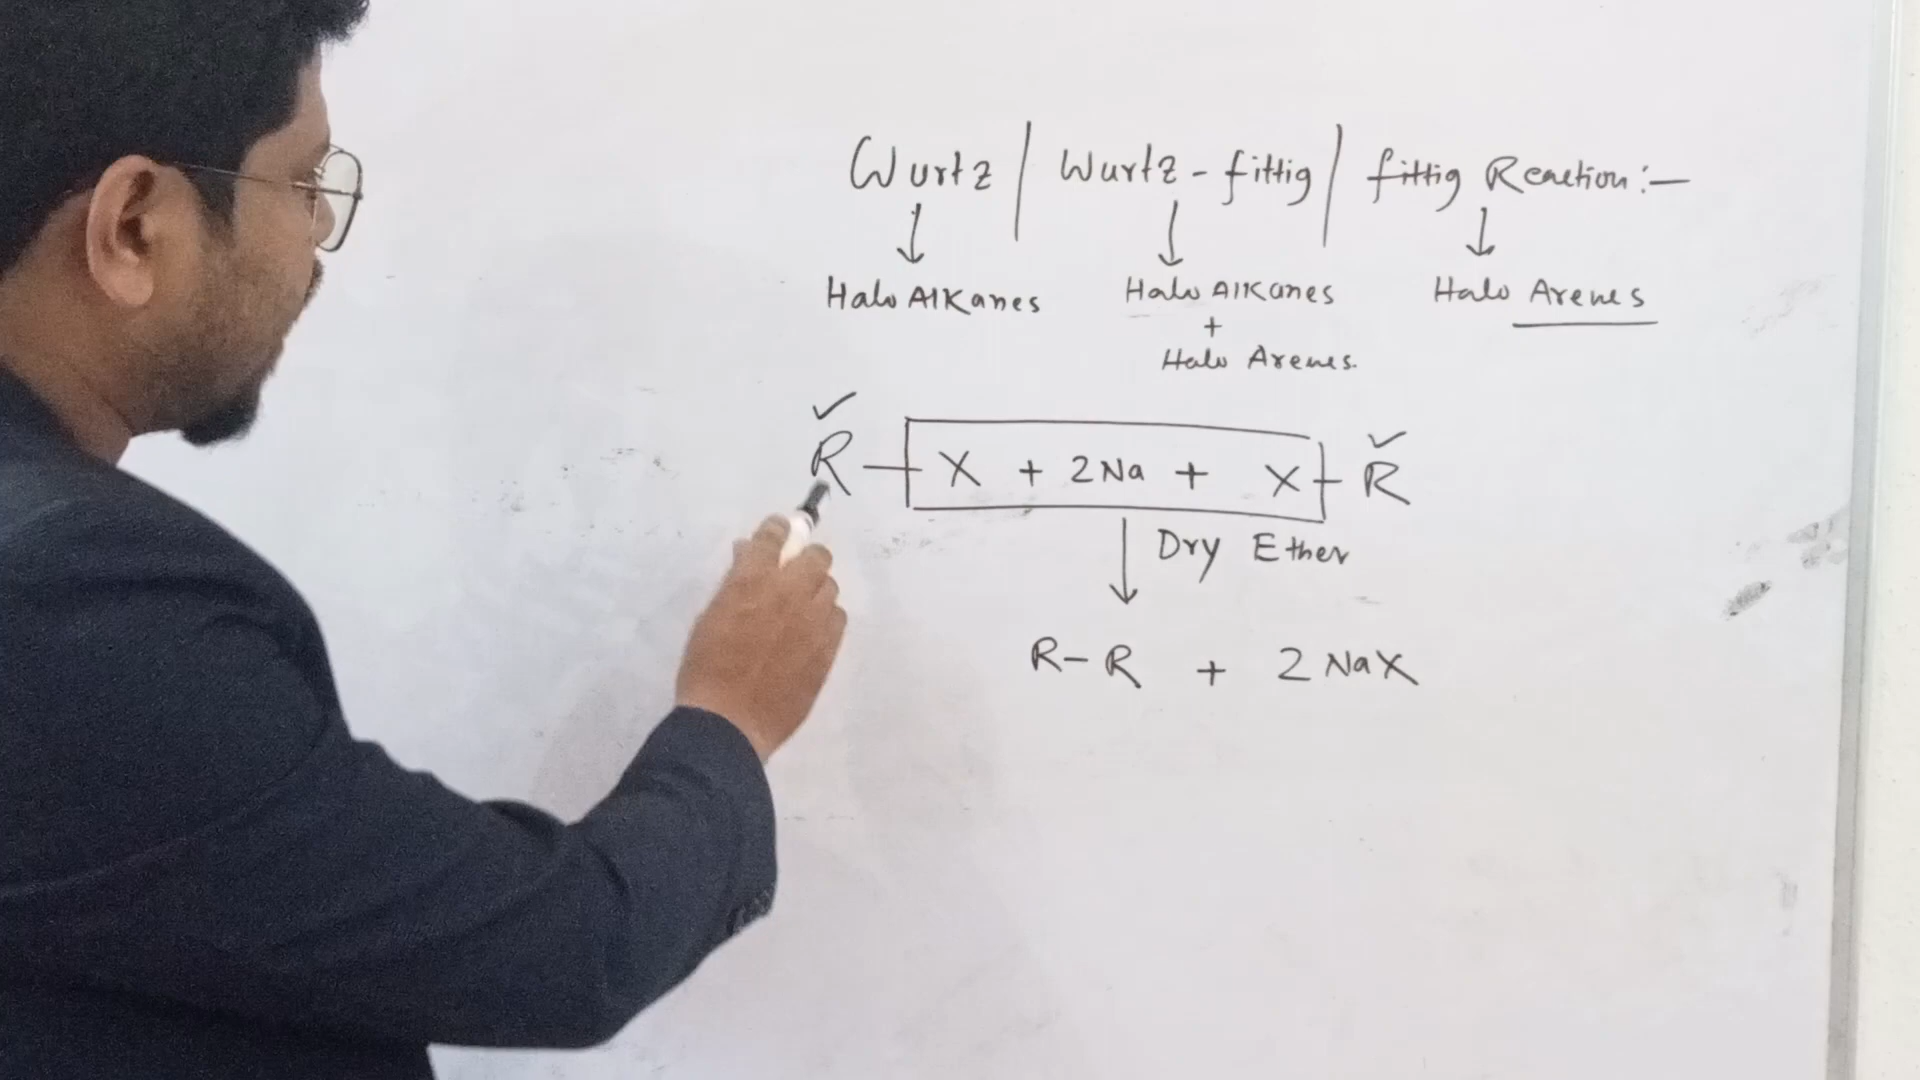 Wurtz / Wurtz-fittig / fittig Reaction:-
↓ ↓ ↓
Halo Alkanes Halo Alkanes Halo Arenes
+
Halo Arenes.
✓ ✓
R - X + 2Na + X - R
↓ Dry Ether
R-R + 2 NaX